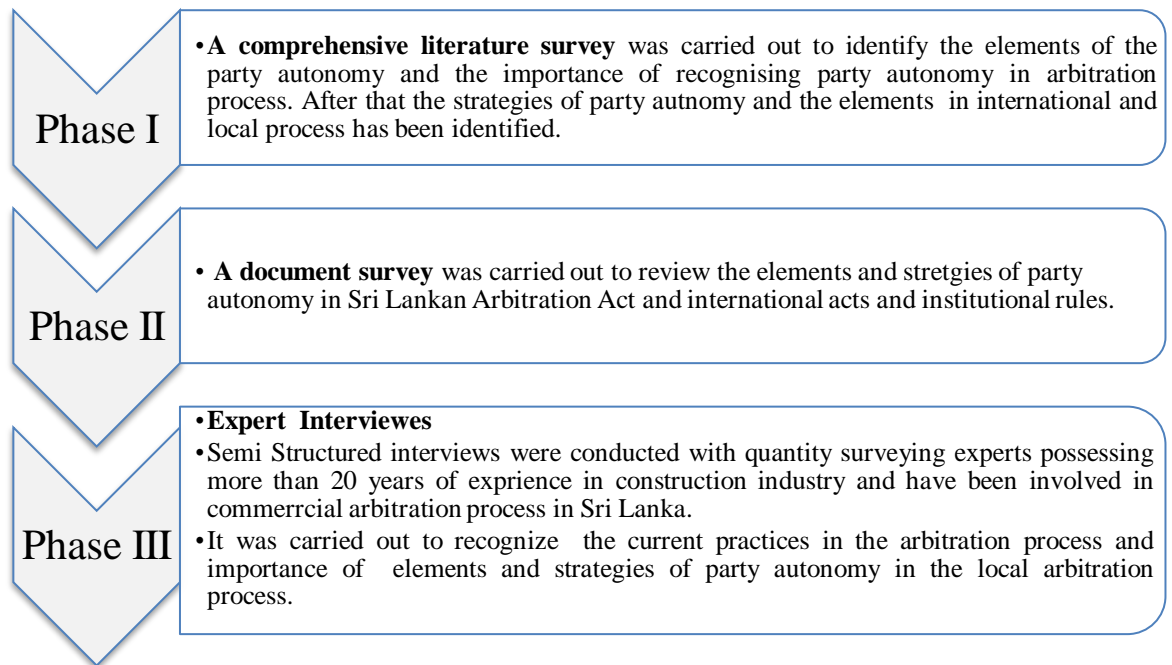 Phase I
•A comprehensive literature survey was carried out to identify the elements of the
party autonomy and the importance of recognising party autonomy in arbitration
process. After that the strategies of party autnomy and the elements in international and
local process has been identified.
Phase II
• A document survey was carried out to review the elements and stretgies of party
autonomy in Sri Lankan Arbitration Act and international acts and institutional rules.
Phase III
•Expert Interviewes
•Semi Structured interviews were conducted with quantity surveying experts possessing
more than 20 years of exprience in construction industry and have been involved in
commerrcial arbitration process in Sri Lanka.
•It was carried out to recognize the current practices in the arbitration process and
importance of elements and strategies of party autonomy in the local arbitration
process.